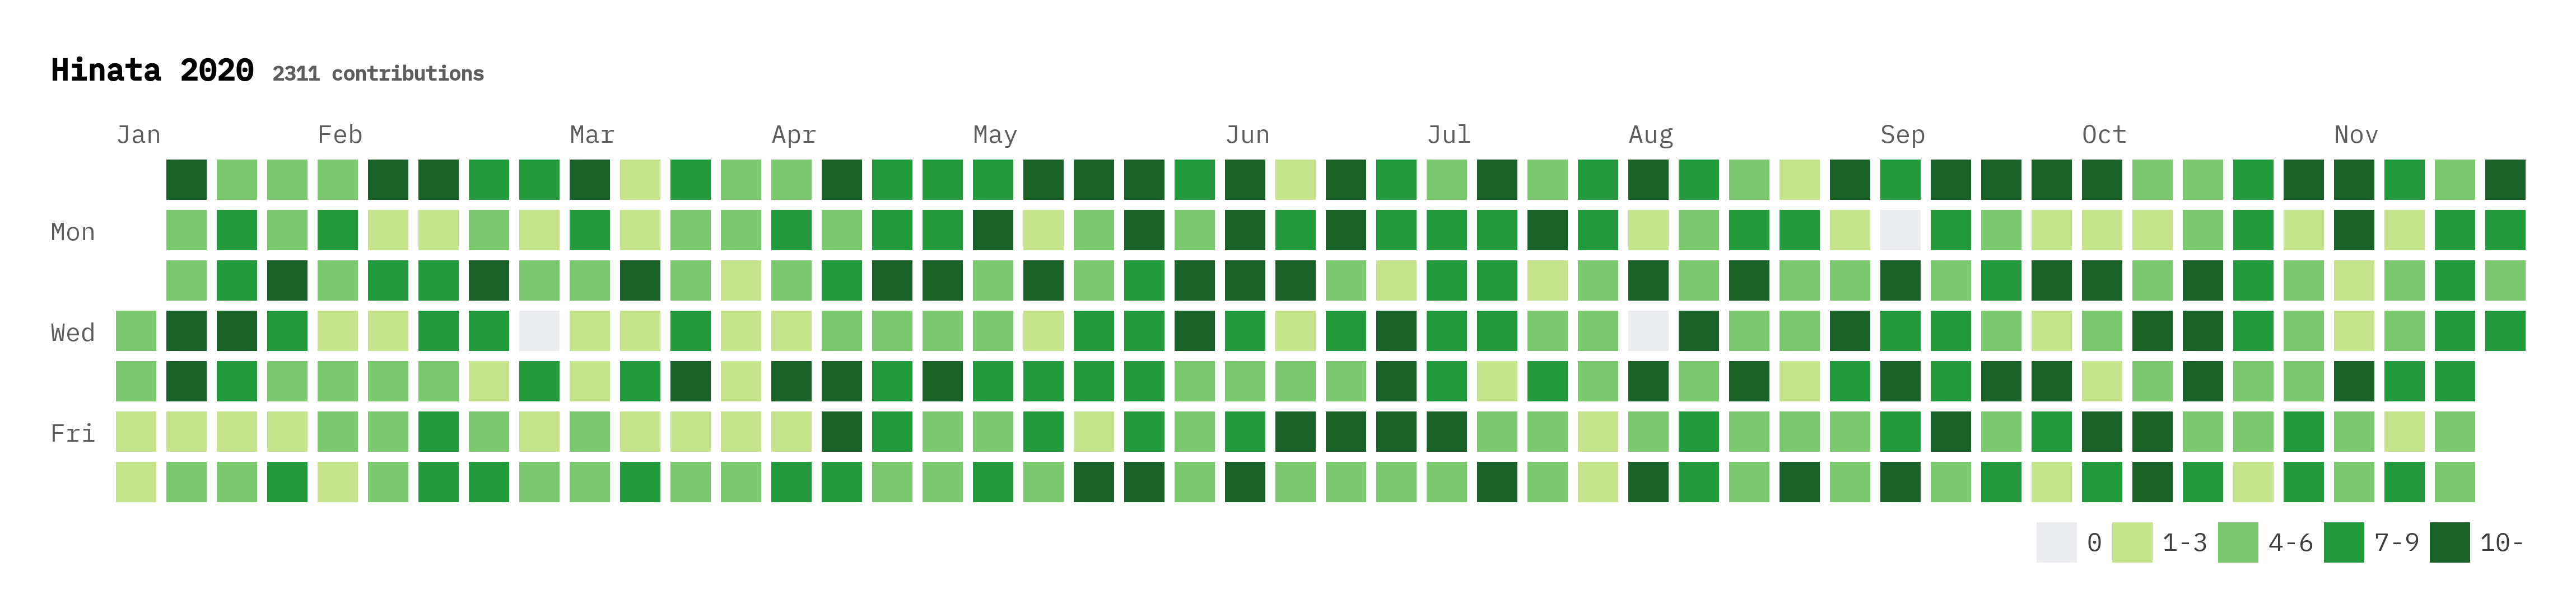 Hinata 2020 2311 contributions
Jan Feb Mar Apr May Jun Jul Aug Sep Oct Nov
Mon
Wed
Fri
0 1-3 4-6 7-9 10-